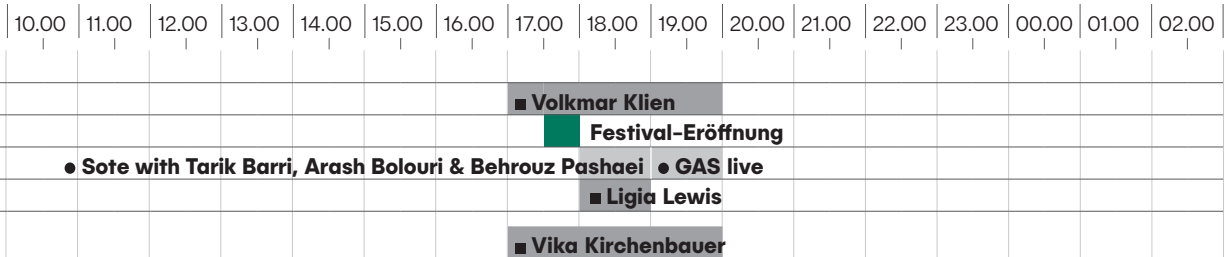 10.00 11.00 12.00 13.00 14.00 15.00 16.00 17.00 18.00 19.00 20.00 21.00 22.00 23.00 00.00 01.00 02.00
Volkmar Klien
Festival-Eröffnung
Sote with Tarik Barri, Arash Bolouri & Behrouz Pashaei GAS live
Ligia Lewis
Vika Kirchenbauer